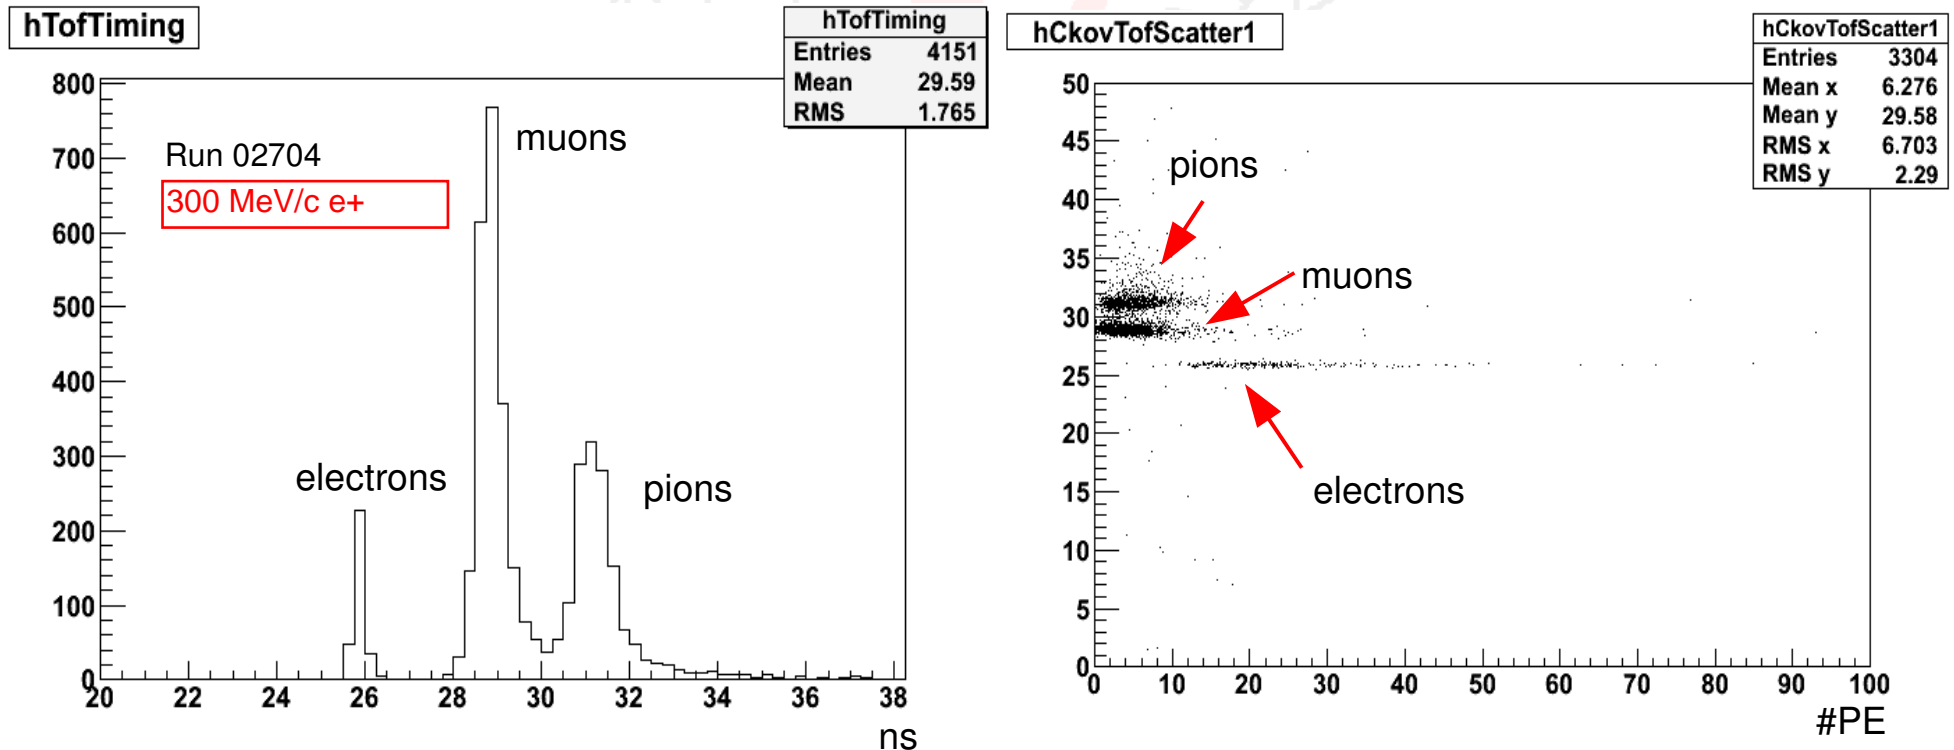 hTofTiming
hTofTiming
Entries 4151
Mean 29.59
RMS 1.765
Run 02704
300 MeV/c e+
muons
electrons
pions
800
700
600
500
400
300
200
100
0
20 22 24 26 28 30 32 34 36 38
ns
hCkovTofScatter1
hCkovTofScatter1
Entries 3304
Mean x 6.276
Mean y 29.58
RMS x 6.703
RMS y 2.29
pions
muons
electrons
50
45
40
35
30
25
20
15
10
5
0
0 10 20 30 40 50 60 70 80 90 100
#PE